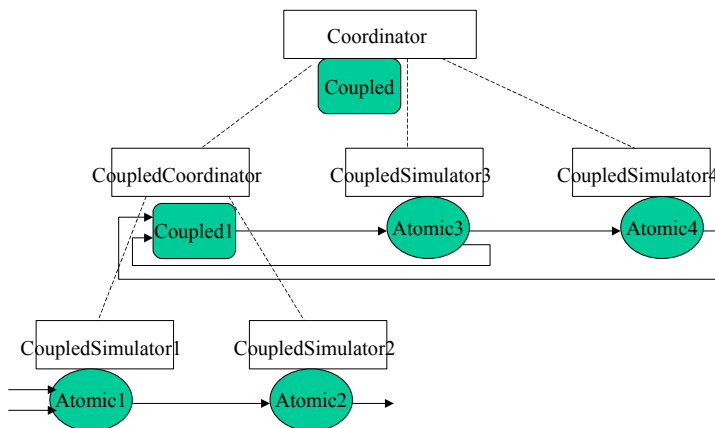 Coordinator
Coupled
CoupledCoordinator
CoupledSimulator3
CoupledSimulator4
Coupled1
Atomic3
Atomic4
CoupledSimulator1
CoupledSimulator2
Atomic1
Atomic2